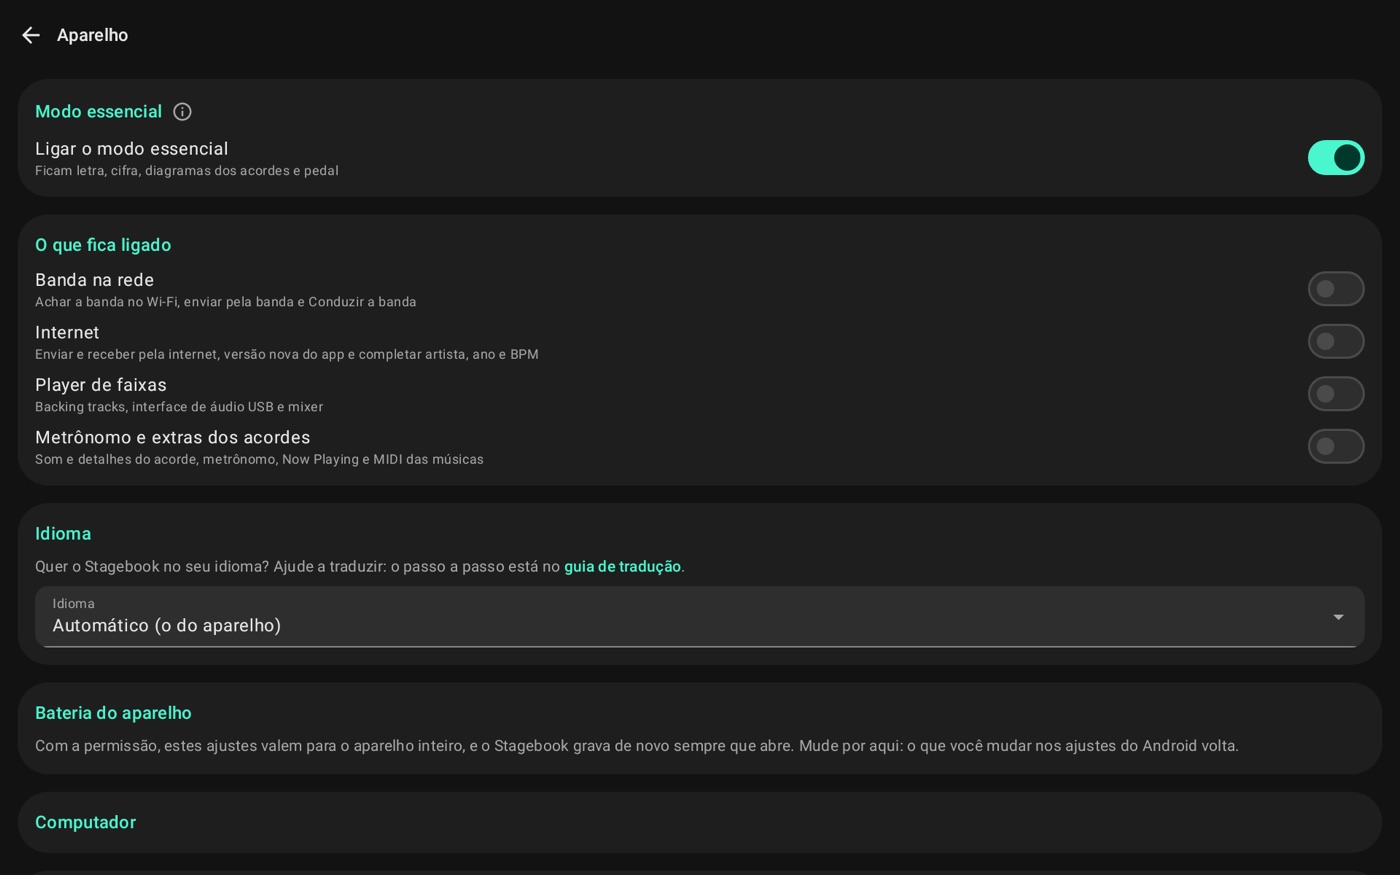 Aparelho
Modo essencial
Ligar o modo essencial
Ficam letra, cifra, diagramas dos acordes e pedal
O que fica ligado
Banda na rede
Achar a banda no Wi-Fi, enviar pela banda e Conduzir a banda
Internet
Enviar e receber pela internet, versão nova do app e completar artista, ano e BPM
Player de faixas
Backing tracks, interface de áudio USB e mixer
Metrônomo e extras dos acordes
Som e detalhes do acorde, metrônomo, Now Playing e MIDI das músicas
Idioma
Quer o Stagebook no seu idioma? Ajude a traduzir: o passo a passo está no guia de tradução.
Idioma
Automático (o do aparelho)
Bateria do aparelho
Com a permissão, estes ajustes valem para o aparelho inteiro, e o Stagebook grava de novo sempre que abre. Mude por aqui: o que você mudar nos ajustes do Android volta.
Computador